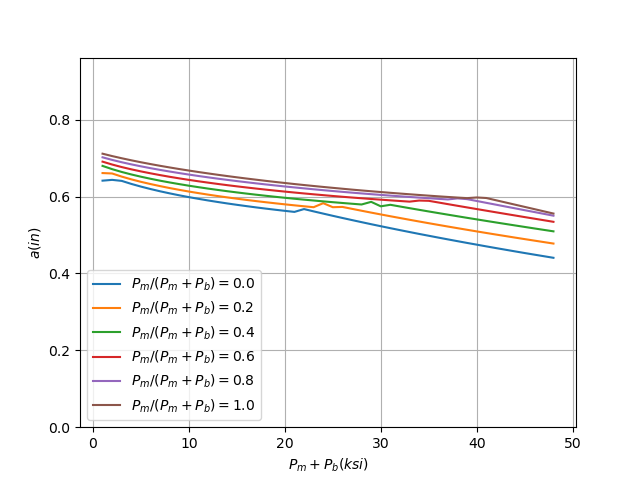 0.8
0.6
0.4
0.2
0.0
a(in)
P_m/(P_m + P_b) = 0.0
P_m/(P_m + P_b) = 0.2
P_m/(P_m + P_b) = 0.4
P_m/(P_m + P_b) = 0.6
P_m/(P_m + P_b) = 0.8
P_m/(P_m + P_b) = 1.0
0 10 20 30 40 50
P_m + P_b(ksi)